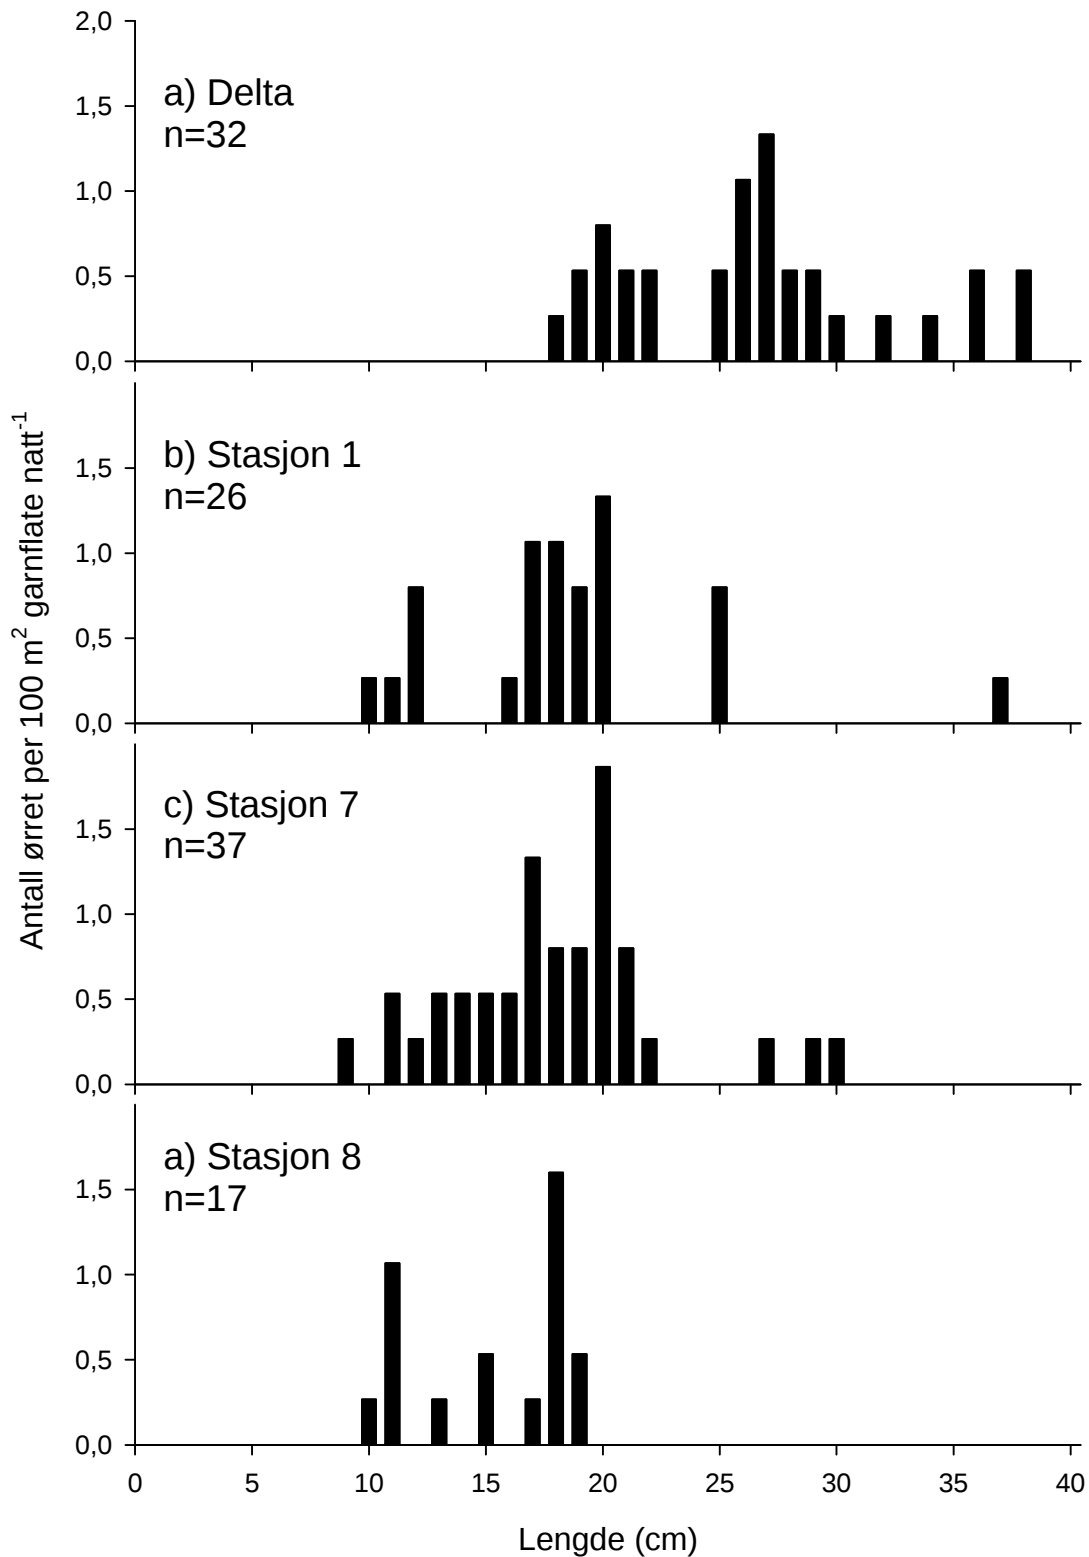 2,0
1,5
1,0
0,5
0,0
a) Delta
n=32
1,5
1,0
0,5
0,0
b) Stasjon 1
n=26
1,5
1,0
0,5
0,0
c) Stasjon 7
n=37
1,5
1,0
0,5
0,0
a) Stasjon 8
n=17
0 5 10 15 20 25 30 35 40
Lengde (cm)
Antall ørret per 100 m² garnflate natt⁻¹